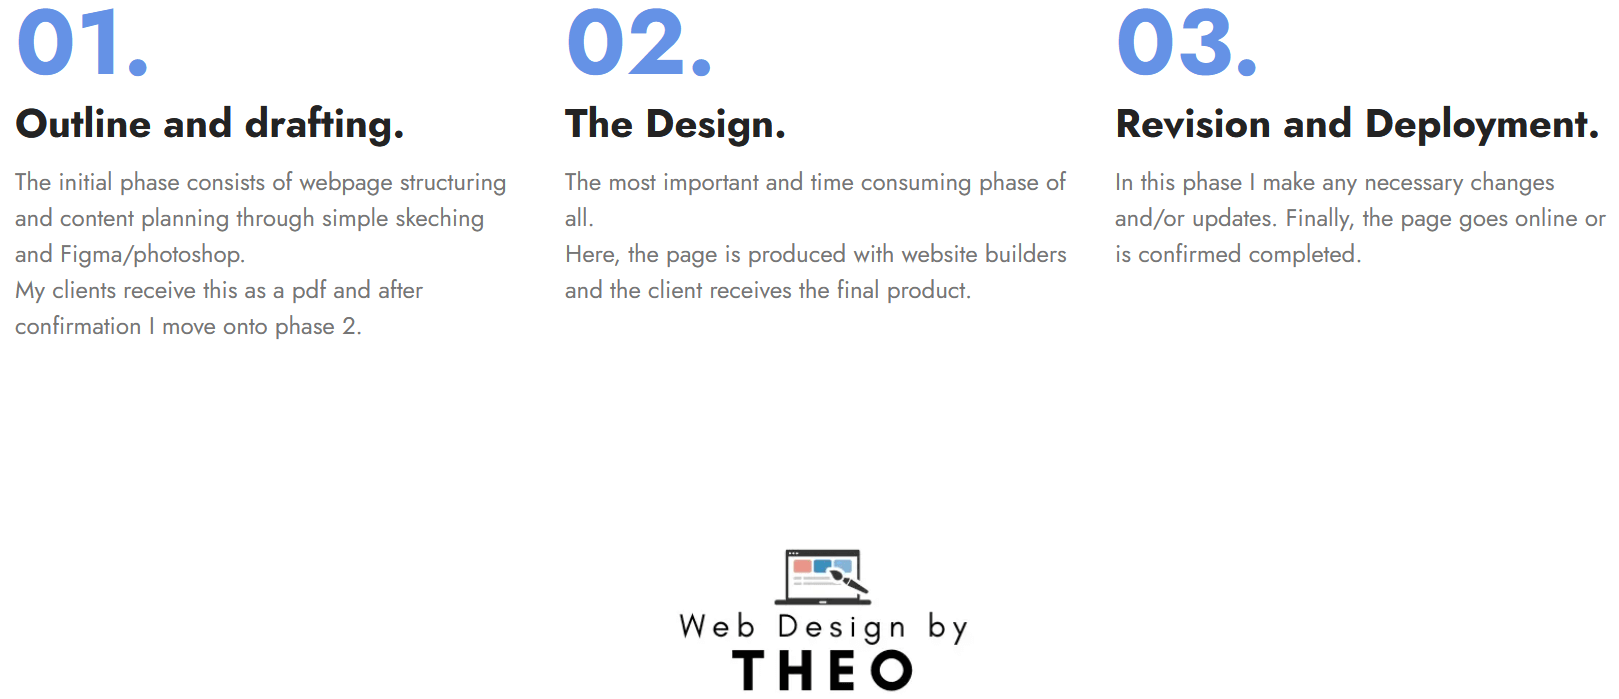 01.
Outline and drafting.
The initial phase consists of webpage structuring
and content planning through simple skeching
and Figma/photoshop.
My clients receive this as a pdf and after
confirmation I move onto phase 2.
02.
The Design.
The most important and time consuming phase of
all.
Here, the page is produced with website builders
and the client receives the final product.
03.
Revision and Deployment.
In this phase I make any necessary changes
and/or updates. Finally, the page goes online or
is confirmed completed.
Web Design by
THEO